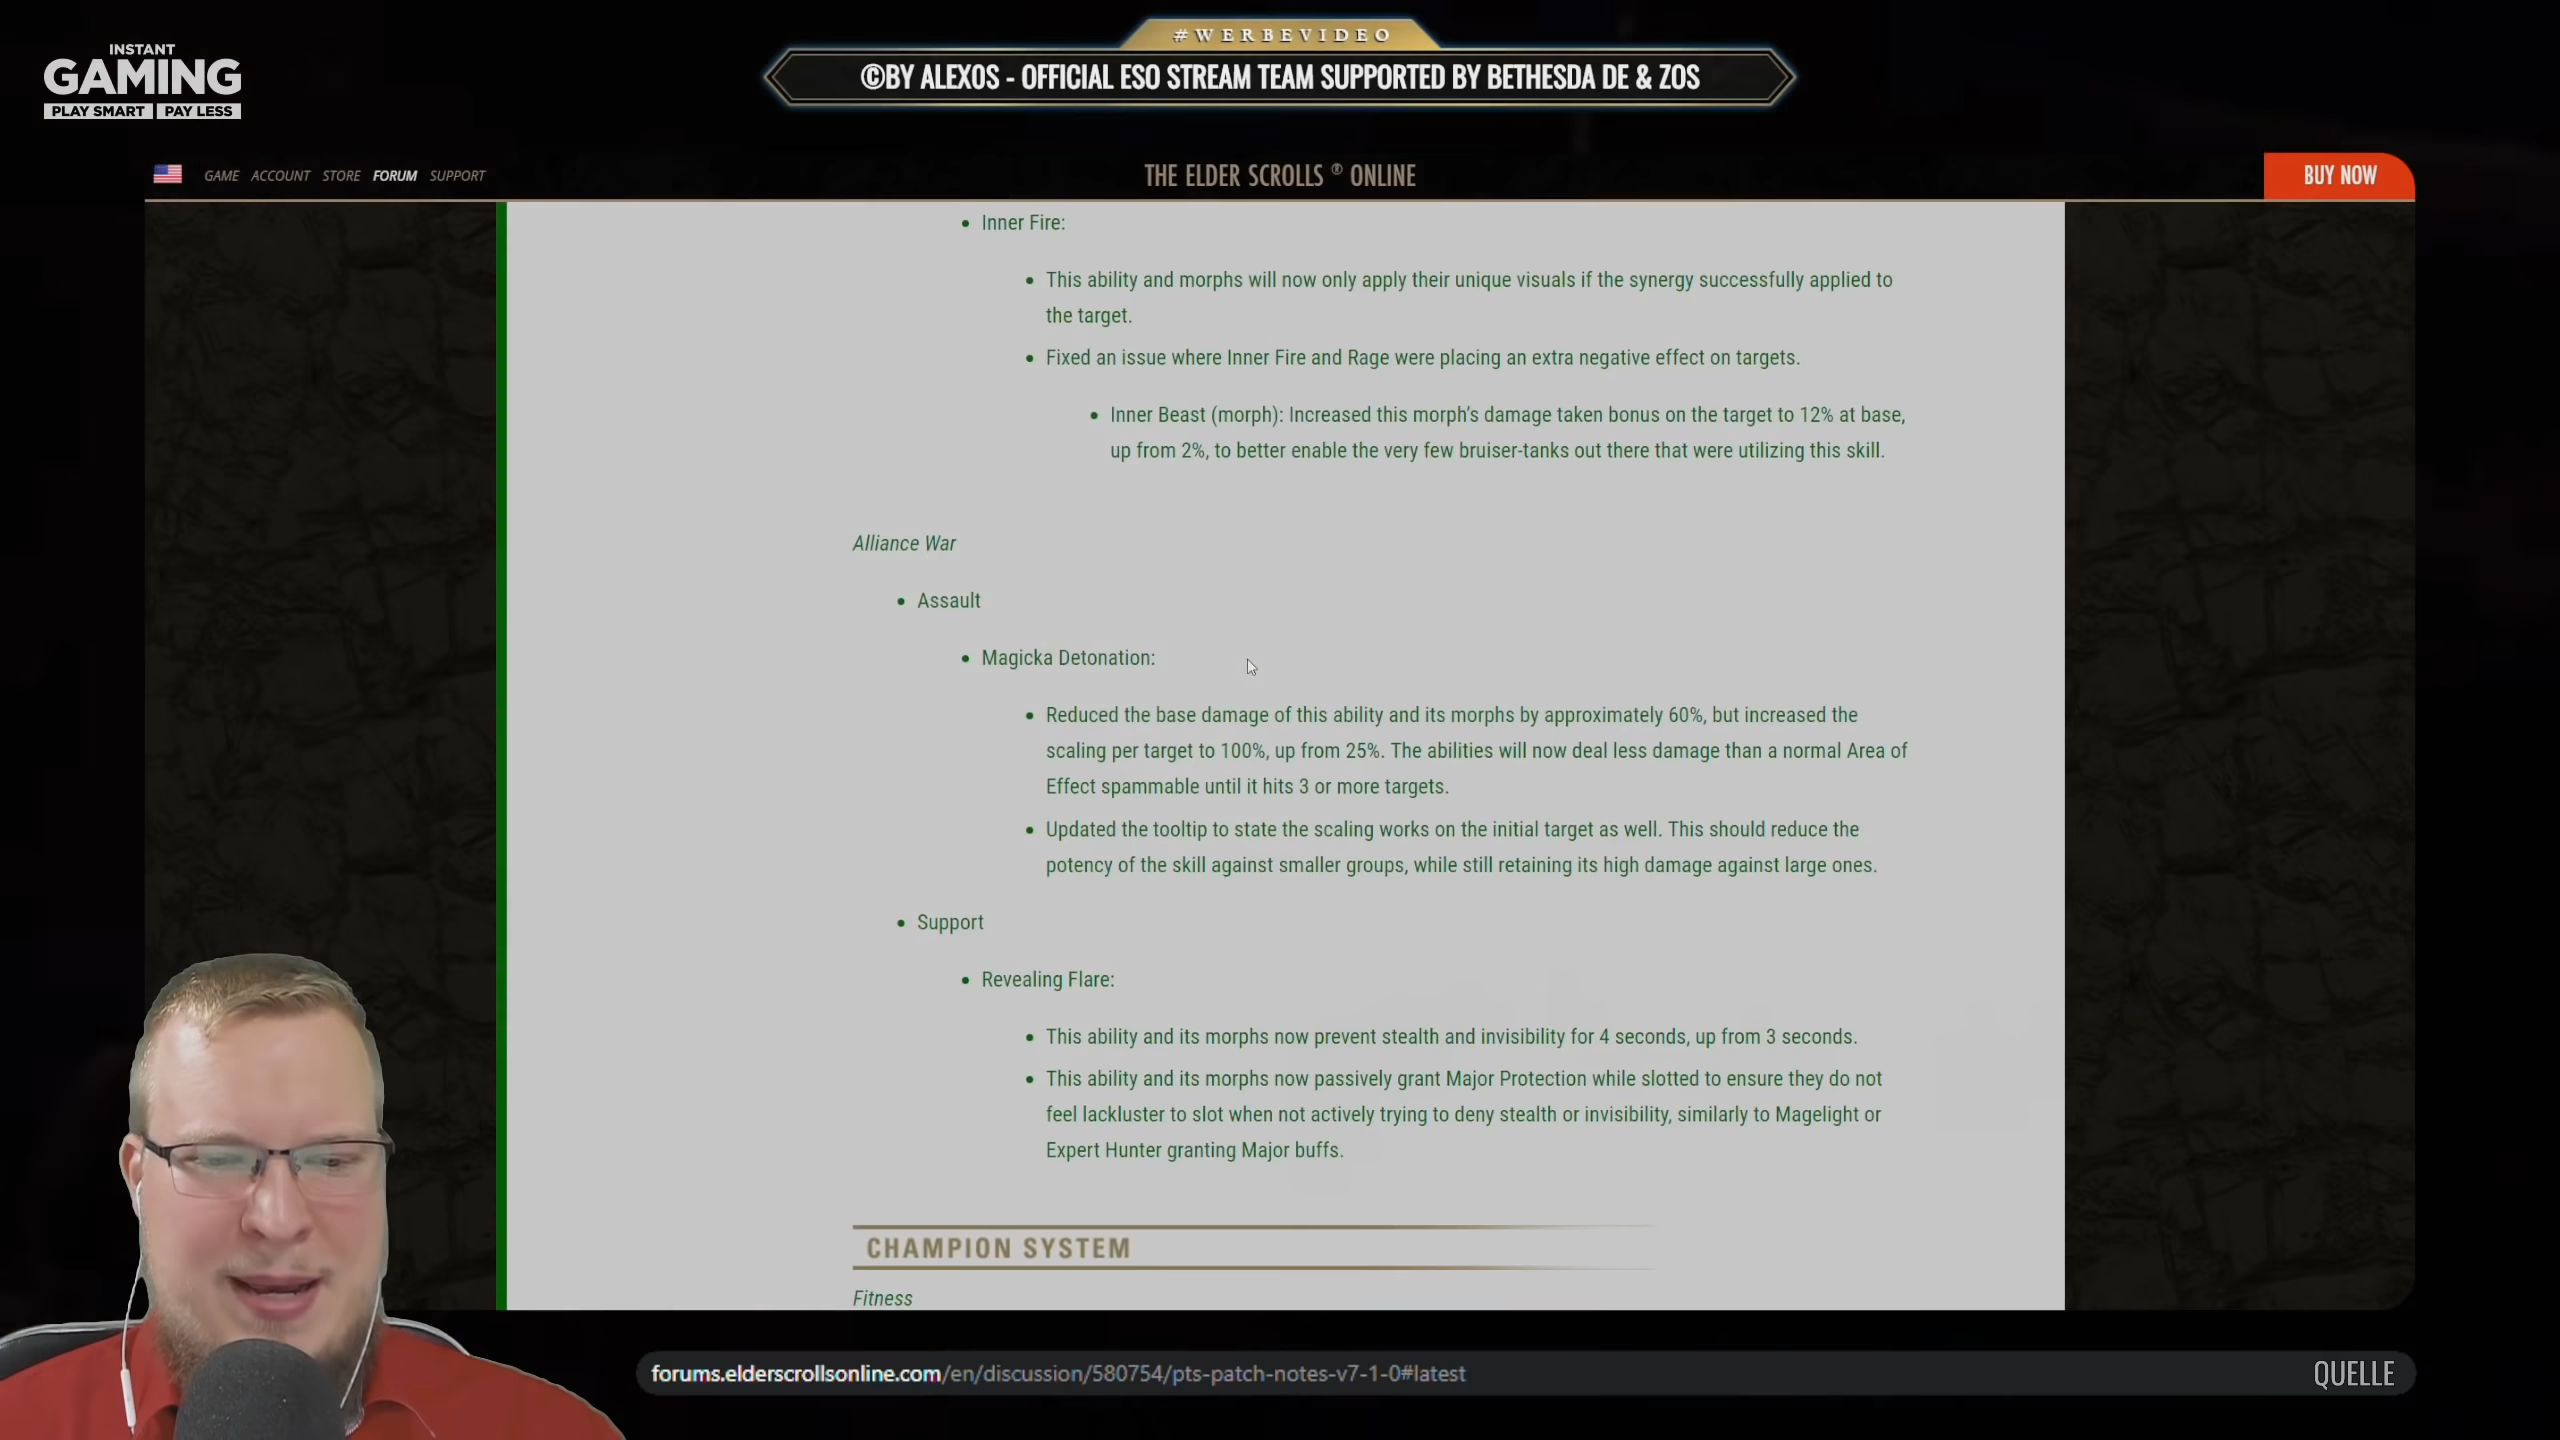 #WERBEVIDEO
©BY ALEXOS - OFFICIAL ESO STREAM TEAM SUPPORTED BY BETHESDA DE & ZOS
INSTANT
GAMING
PLAY SMART PAY LESS
GAME ACCOUNT STORE FORUM SUPPORT
THE ELDER SCROLLS ® ONLINE
BUY NOW
• Inner Fire:
• This ability and morphs will now only apply their unique visuals if the synergy successfully applied to
the target.
• Fixed an issue where Inner Fire and Rage were placing an extra negative effect on targets.
• Inner Beast (morph): Increased this morph's damage taken bonus on the target to 12% at base,
up from 2%, to better enable the very few bruiser-tanks out there that were utilizing this skill.
Alliance War
• Assault
• Magicka Detonation:
• Reduced the base damage of this ability and its morphs by approximately 60%, but increased the
scaling per target to 100%, up from 25%. The abilities will now deal less damage than a normal Area of
Effect spammable until it hits 3 or more targets.
• Updated the tooltip to state the scaling works on the initial target as well. This should reduce the
potency of the skill against smaller groups, while still retaining its high damage against large ones.
• Support
• Revealing Flare:
• This ability and its morphs now prevent stealth and invisibility for 4 seconds, up from 3 seconds.
• This ability and its morphs now passively grant Major Protection while slotted to ensure they do not
feel lackluster to slot when not actively trying to deny stealth or invisibility, similarly to Magelight or
Expert Hunter granting Major buffs.
CHAMPION SYSTEM
Fitness
forums.elderscrollsonline.com/en/discussion/580754/pts-patch-notes-v7-1-0#latest
QUELLE